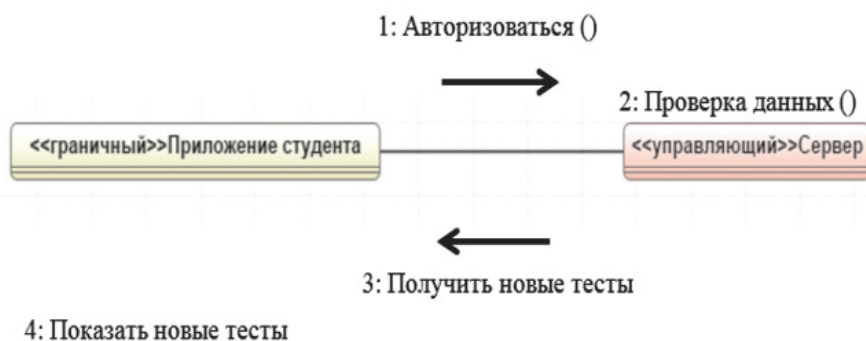 1: Авторизоваться ()
2: Проверка данных ()
<<граничный>>Приложение студента
<<управляющий>>Сервер
3: Получить новые тесты
4: Показать новые тесты